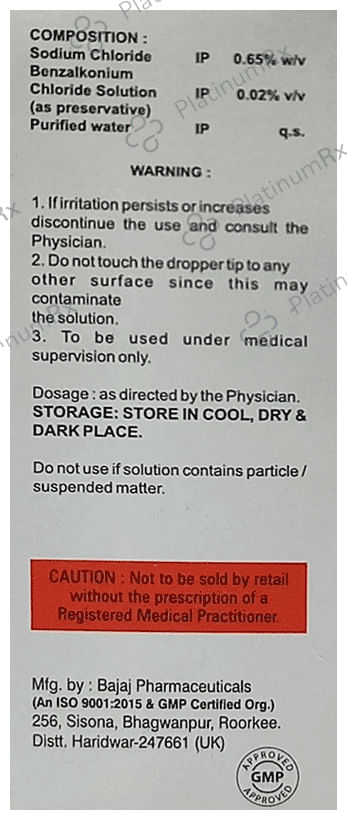 COMPOSITION :
Sodium Chloride IP 0.65% w/v
Benzalkonium
Chloride Solution IP 0.02% v/v
(as preservative)
Purified water IP q.s.
WARNING :
1. If irritation persists or increases
discontinue the use and consult the
Physician.
2. Do not touch the dropper tip to any
other surface since this may
contaminate
the solution.
3. To be used under medical
supervision only.
Dosage : as directed by the Physician.
STORAGE: STORE IN COOL, DRY &
DARK PLACE.
Do not use if solution contains particle /
suspended matter.
CAUTION : Not to be sold by retail
without the prescription of a
Registered Medical Practitioner.
Mfg. by : Bajaj Pharmaceuticals
(An ISO 9001:2015 & GMP Certified Org.)
256, Sisona, Bhagwanpur, Roorkee.
Distt. Haridwar-247661 (UK)
APPROVED
GMP
APPROVED
PlatinumRx
PlatinumRx